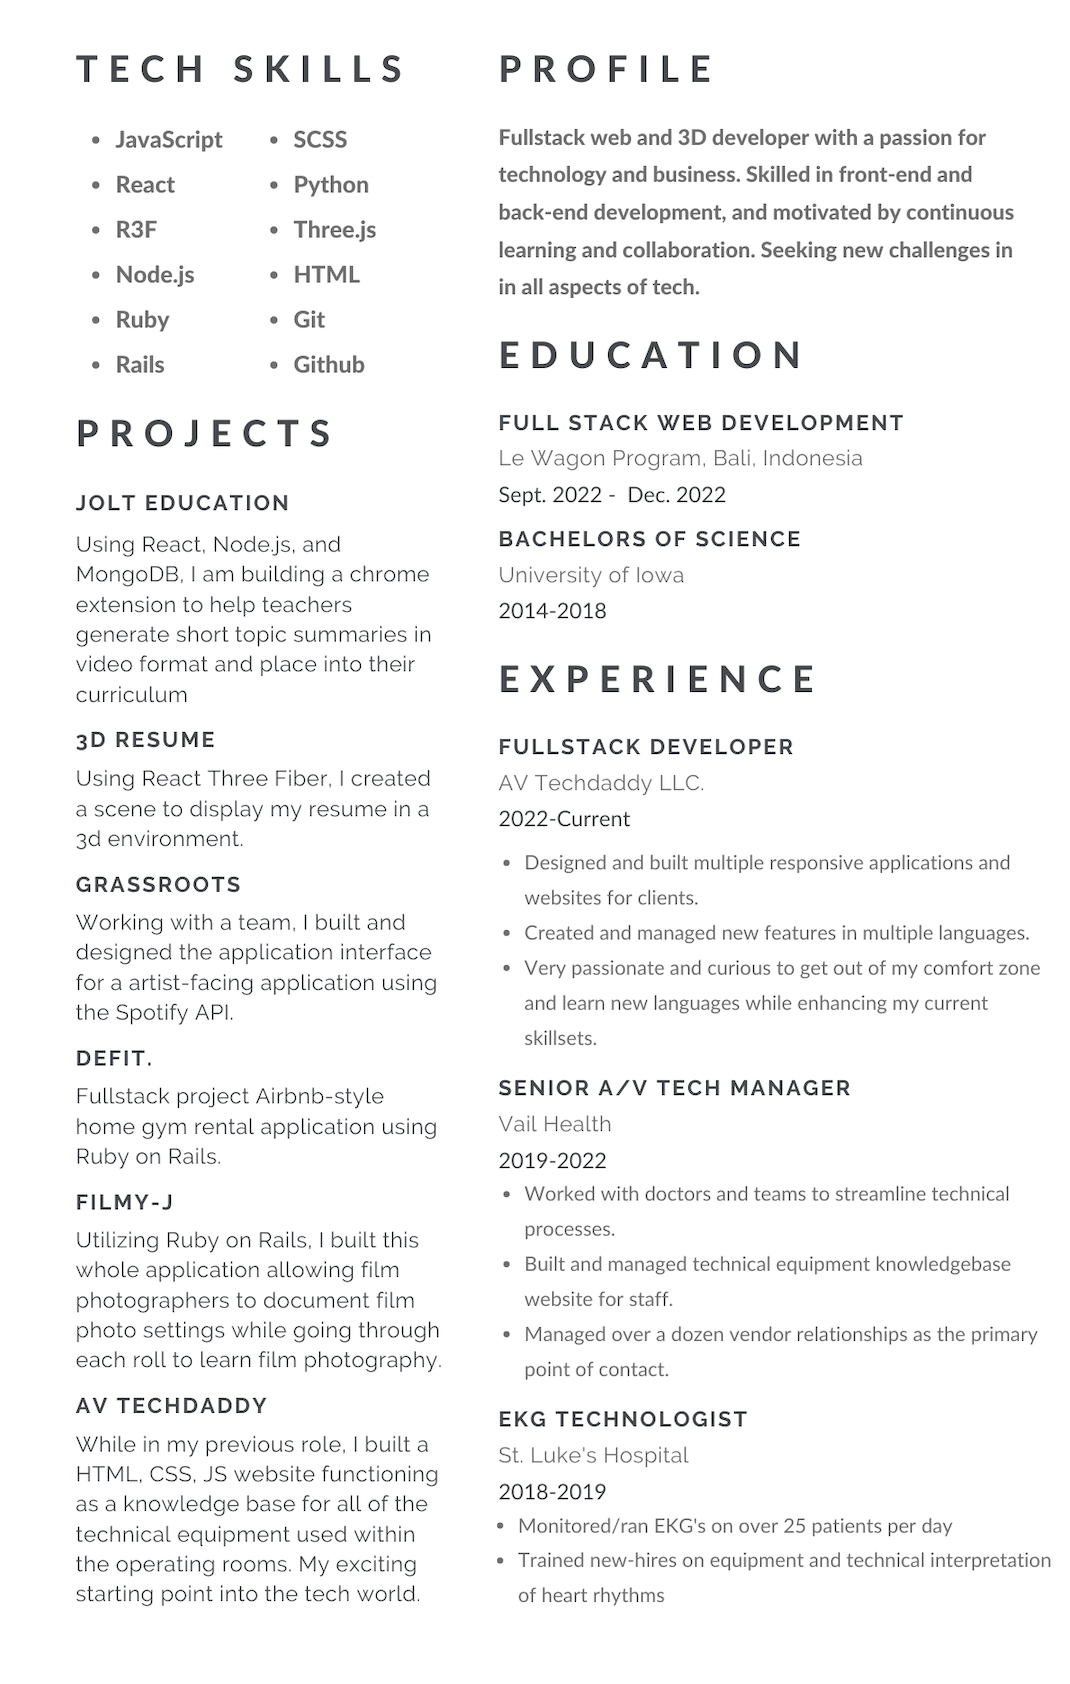 TECH SKILLS
JavaScript
React
R3F
Node.js
Ruby
Rails
SCSS
Python
Three.js
HTML
Git
Github
PROJECTS
JOLT EDUCATION
Using React, Node.js, and
MongoDB, I am building a chrome
extension to help teachers
generate short topic summaries in
video format and place into their
curriculum
3D RESUME
Using React Three Fiber, I created
a scene to display my resume in a
3d environment.
GRASSROOTS
Working with a team, I built and
designed the application interface
for a artist-facing application using
the Spotify API.
DEFIT.
Fullstack project Airbnb-style
home gym rental application using
Ruby on Rails.
FILMY-J
Utilizing Ruby on Rails, I built this
whole application allowing film
photographers to document film
photo settings while going through
each roll to learn film photography.
AV TECHDADDY
While in my previous role, I built a
HTML, CSS, JS website functioning
as a knowledge base for all of the
technical equipment used within
the operating rooms. My exciting
starting point into the tech world.
PROFILE
Fullstack web and 3D developer with a passion for
technology and business. Skilled in front-end and
back-end development, and motivated by continuous
learning and collaboration. Seeking new challenges in
in all aspects of tech.
EDUCATION
FULL STACK WEB DEVELOPMENT
Le Wagon Program, Bali, Indonesia
Sept. 2022 - Dec. 2022
BACHELORS OF SCIENCE
University of Iowa
2014-2018
EXPERIENCE
FULLSTACK DEVELOPER
AV Techdaddy LLC.
2022-Current
Designed and built multiple responsive applications and
websites for clients.
Created and managed new features in multiple languages.
Very passionate and curious to get out of my comfort zone
and learn new languages while enhancing my current
skillsets.
SENIOR A/V TECH MANAGER
Vail Health
2019-2022
Worked with doctors and teams to streamline technical
processes.
Built and managed technical equipment knowledgebase
website for staff.
Managed over a dozen vendor relationships as the primary
point of contact.
EKG TECHNOLOGIST
St. Luke's Hospital
2018-2019
Monitored/ran EKG's on over 25 patients per day
Trained new-hires on equipment and technical interpretation
of heart rhythms